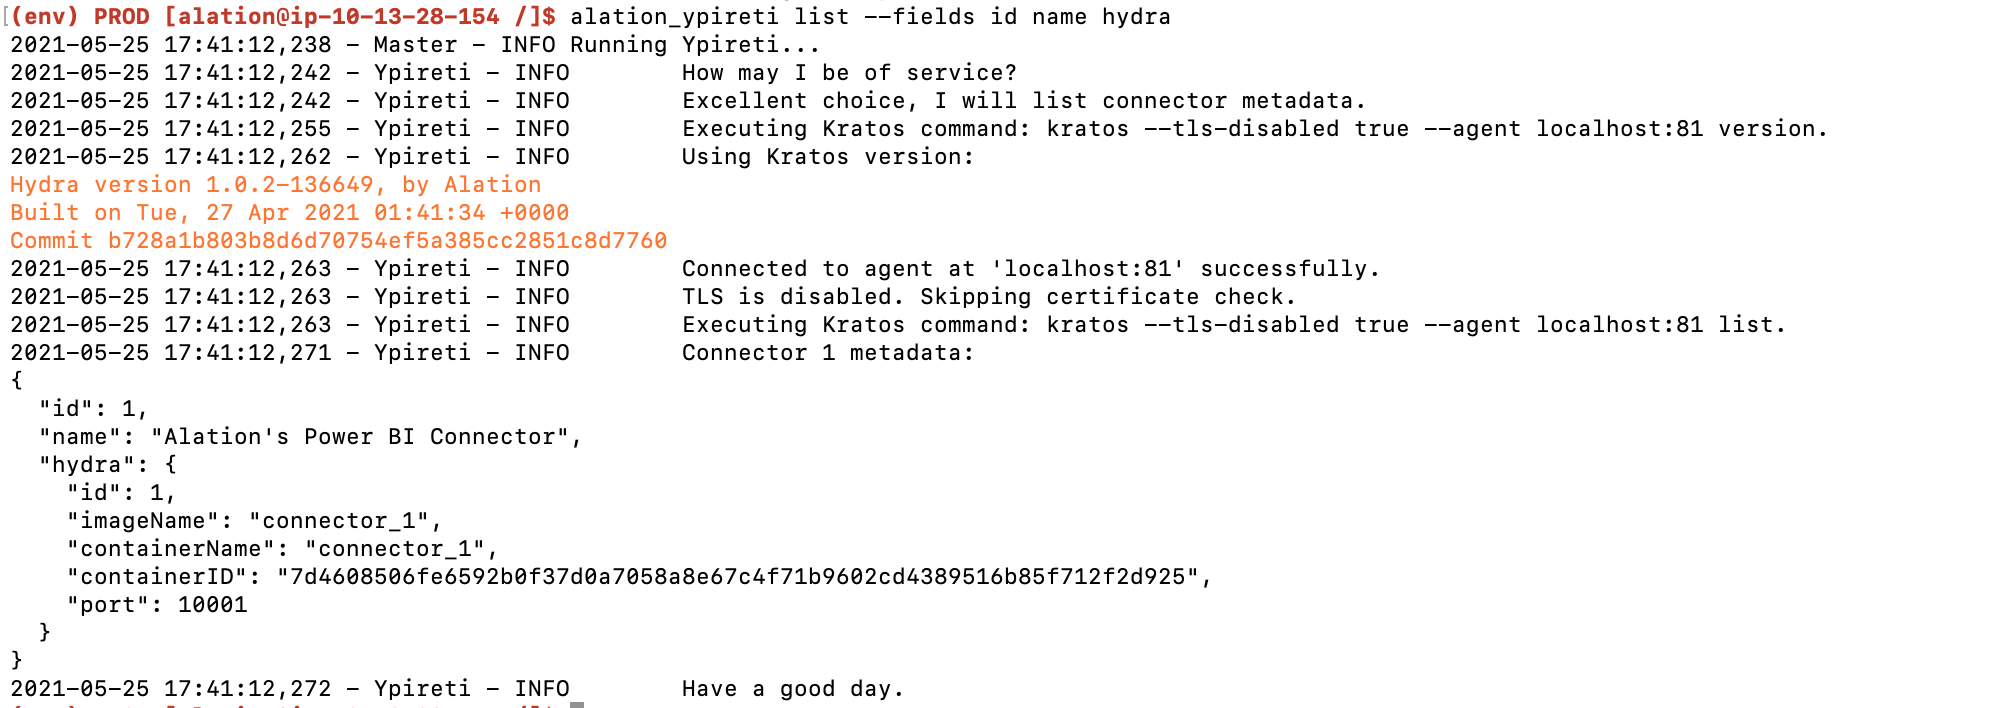 (env) PROD [alation@ip-10-13-28-154 /]$ alation_ypireti list --fields id name hydra
2021-05-25 17:41:12,238 - Master - INFO Running Ypireti...
2021-05-25 17:41:12,242 - Ypireti - INFO        How may I be of service?
2021-05-25 17:41:12,242 - Ypireti - INFO        Excellent choice, I will list connector metadata.
2021-05-25 17:41:12,255 - Ypireti - INFO        Executing Kratos command: kratos --tls-disabled true --agent localhost:81 version.
2021-05-25 17:41:12,262 - Ypireti - INFO        Using Kratos version:
Hydra version 1.0.2-136649, by Alation
Built on Tue, 27 Apr 2021 01:41:34 +0000
Commit b728a1b803b8d6d70754ef5a385cc2851c8d7760
2021-05-25 17:41:12,263 - Ypireti - INFO        Connected to agent at 'localhost:81' successfully.
2021-05-25 17:41:12,263 - Ypireti - INFO        TLS is disabled. Skipping certificate check.
2021-05-25 17:41:12,263 - Ypireti - INFO        Executing Kratos command: kratos --tls-disabled true --agent localhost:81 list.
2021-05-25 17:41:12,271 - Ypireti - INFO        Connector 1 metadata:
{
  "id": 1,
  "name": "Alation's Power BI Connector",
  "hydra": {
    "id": 1,
    "imageName": "connector_1",
    "containerName": "connector_1",
    "containerID": "7d4608506fe6592b0f37d0a7058a8e67c4f71b9602cd4389516b85f712f2d925",
    "port": 10001
  }
}
2021-05-25 17:41:12,272 - Ypireti - INFO        Have a good day.